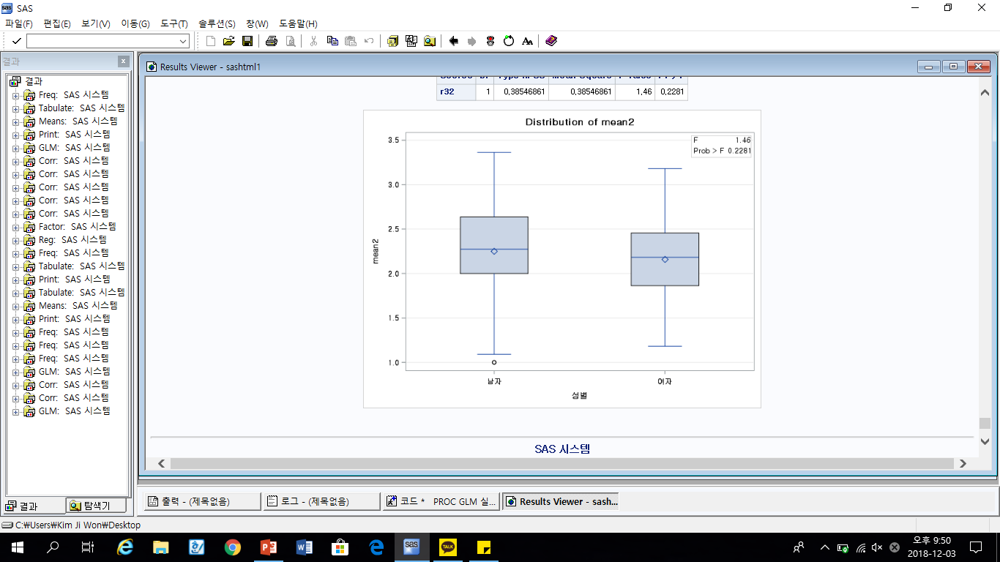 SAS
파일(F) 편집(E) 보기(V) 이동(G) 도구(T) 솔루션(S) 창(W) 도움말(H)
결과
결과
Freq: SAS 시스템
Tabulate: SAS 시스템
Means: SAS 시스템
Print: SAS 시스템
GLM: SAS 시스템
Corr: SAS 시스템
Corr: SAS 시스템
Corr: SAS 시스템
Corr: SAS 시스템
Corr: SAS 시스템
Factor: SAS 시스템
Reg: SAS 시스템
Freq: SAS 시스템
Tabulate: SAS 시스템
Print: SAS 시스템
Tabulate: SAS 시스템
Means: SAS 시스템
Print: SAS 시스템
Freq: SAS 시스템
Freq: SAS 시스템
Freq: SAS 시스템
GLM: SAS 시스템
Corr: SAS 시스템
Corr: SAS 시스템
GLM: SAS 시스템
결과 탐색기
Results Viewer - sashtml1
r32 1 0,38546861 0,38546861 1,46 0,2281
Distribution of mean2
F 1.46
Prob > F 0.2281
3.5
3.0
2.5
2.0
1.5
1.0
mean2
남자 여자
성별
SAS 시스템
출력 - (제목없음) 로그 - (제목없음) 코드 * PROC GLM 실... Results Viewer - sash...
C:₩Users₩Kim Ji Won₩Desktop
sas
TALK
오후 9:50
2018-12-03